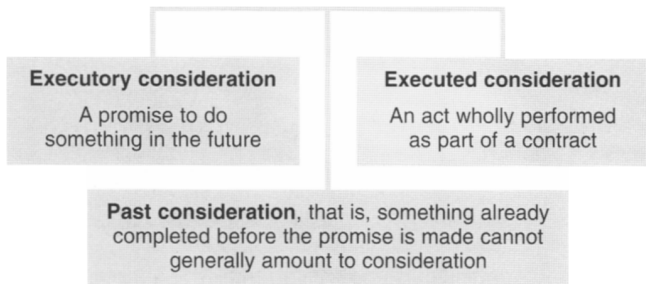 Executory consideration
A promise to do
something in the future
Executed consideration
An act wholly performed
as part of a contract
Past consideration, that is, something already
completed before the promise is made cannot
generally amount to consideration